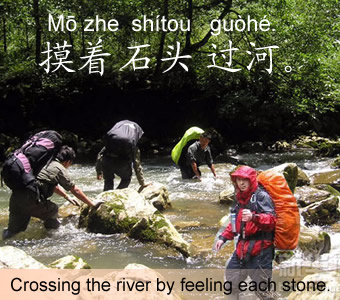 Mō zhe shítou guòhé.
摸着石头过河。
Crossing the river by feeling each stone.